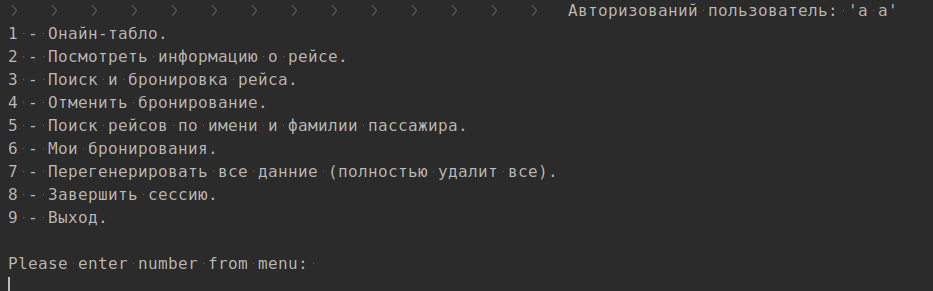 Авторизований пользователь: 'a a'
1 - Онайн-табло.
2 - Посмотреть информацию о рейсе.
3 - Поиск и бронировка рейса.
4 - Отменить бронирование.
5 - Поиск рейсов по имени и фамилии пассажира.
6 - Мои бронирования.
7 - Перегенерировать все данние (полностью удалит все).
8 - Завершить сессию.
9 - Выход.
Please enter number from menu: